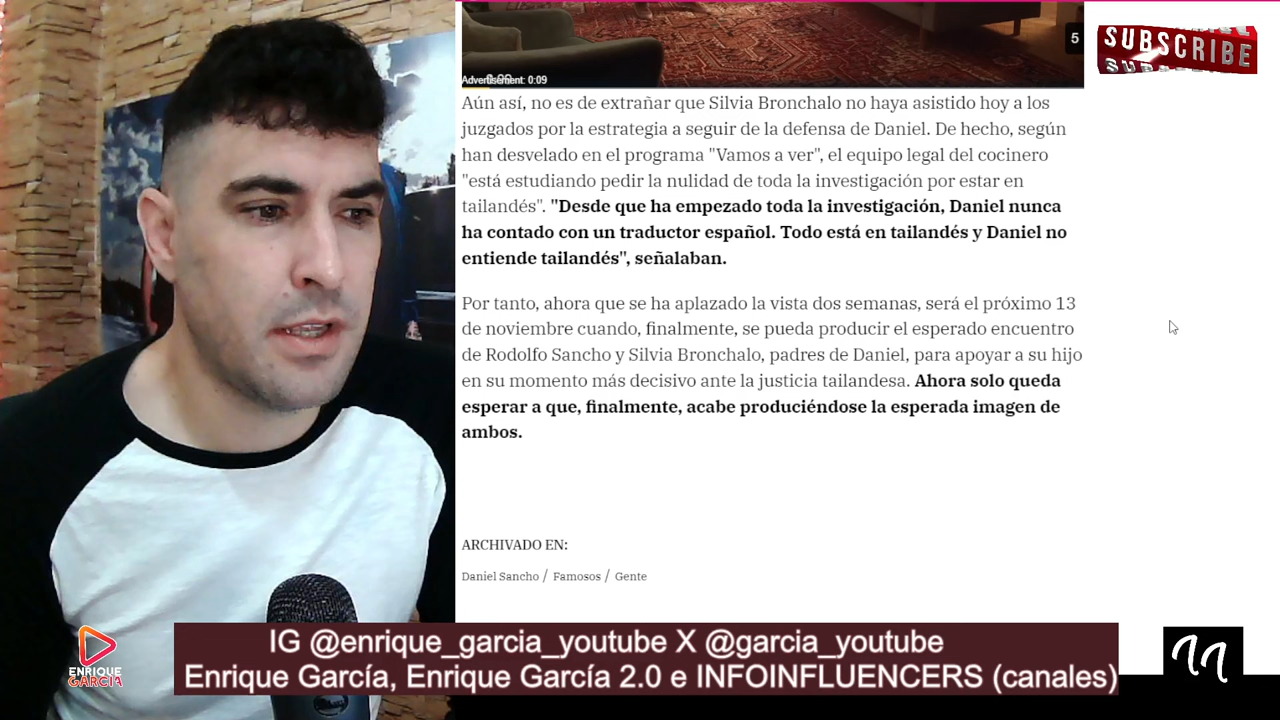 SUBSCRIBE
5
Advertisement: 0:09
Aún así, no es de extrañar que Silvia Bronchalo no haya asistido hoy a los
juzgados por la estrategia a seguir de la defensa de Daniel. De hecho, según
han desvelado en el programa "Vamos a ver", el equipo legal del cocinero
"está estudiando pedir la nulidad de toda la investigación por estar en
tailandés". "Desde que ha empezado toda la investigación, Daniel nunca
ha contado con un traductor español. Todo está en tailandés y Daniel no
entiende tailandés", señalaban.
Por tanto, ahora que se ha aplazado la vista dos semanas, será el próximo 13
de noviembre cuando, finalmente, se pueda producir el esperado encuentro
de Rodolfo Sancho y Silvia Bronchalo, padres de Daniel, para apoyar a su hijo
en su momento más decisivo ante la justicia tailandesa. Ahora solo queda
esperar a que, finalmente, acabe produciéndose la esperada imagen de
ambos.
ARCHIVADO EN:
Daniel Sancho / Famosos / Gente
ENRIQUE
GARCÍA
IG @enrique_garcia_youtube X @garcia_youtube
Enrique García, Enrique García 2.0 e INFOINFLUENCERS (canales)